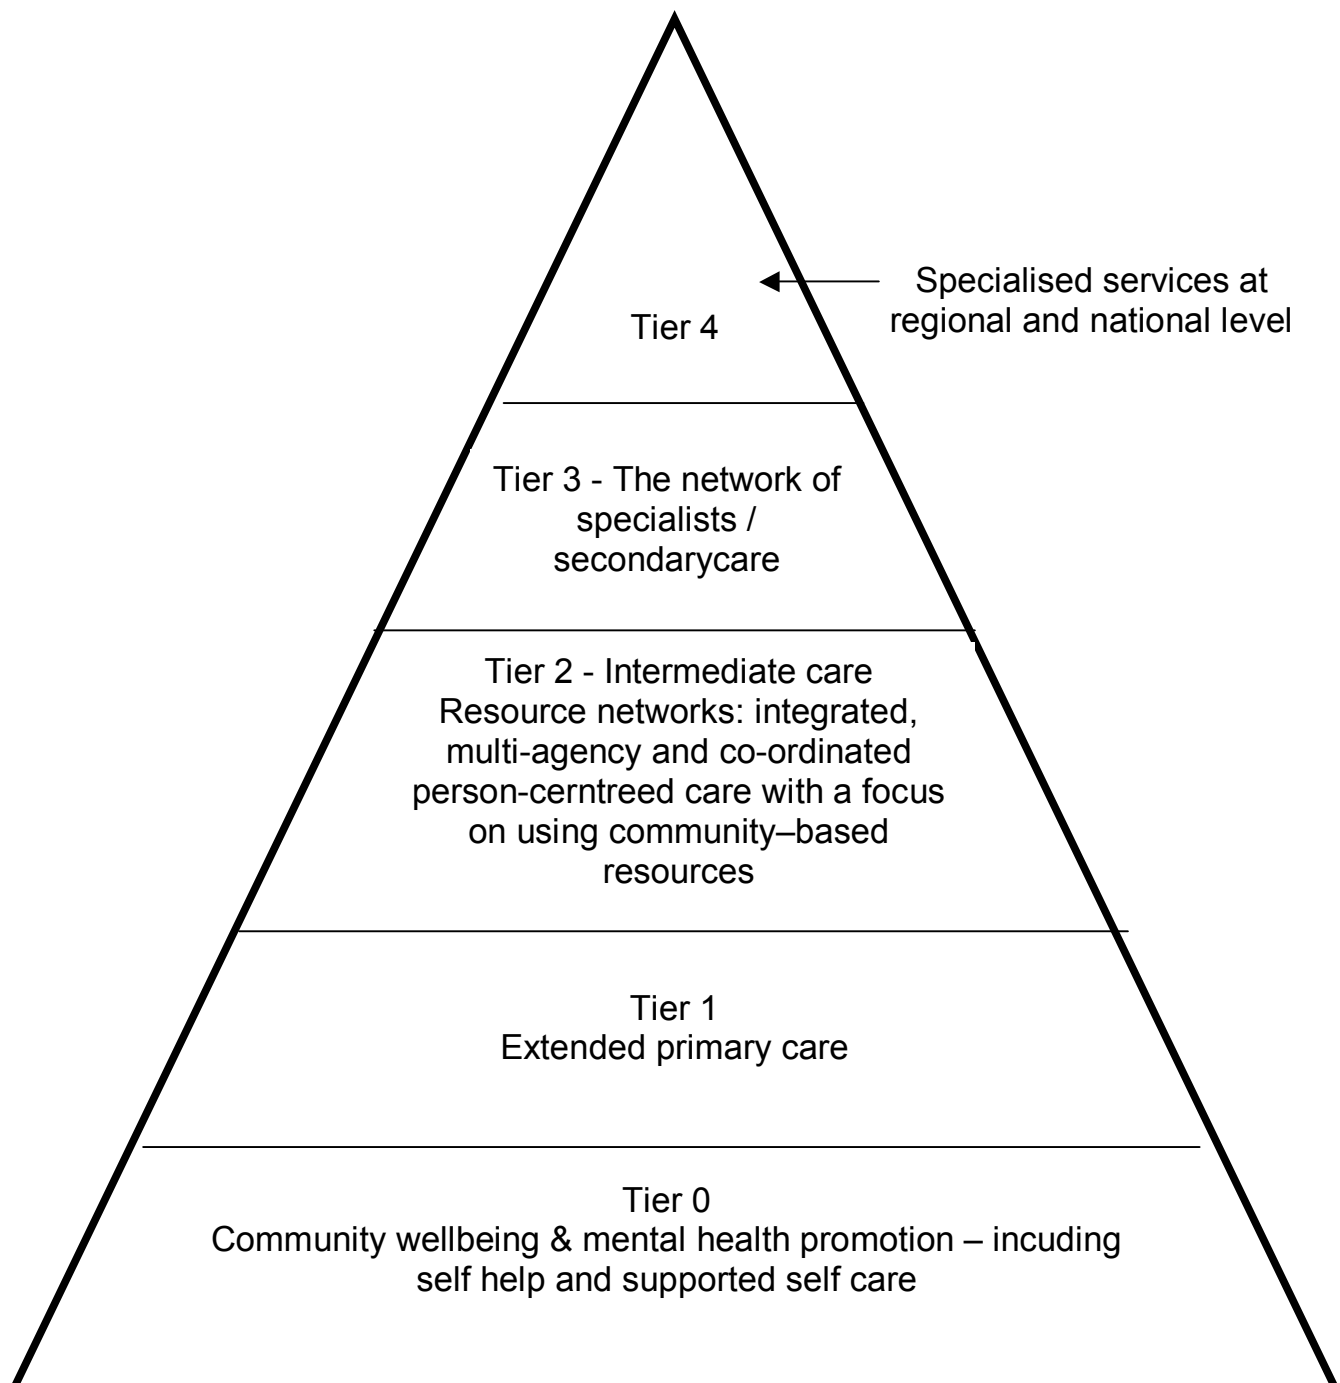 Specialised services at
regional and national level
Tier 4
Tier 3 - The network of
specialists /
secondarycare
Tier 2 - Intermediate care
Resource networks: integrated,
multi-agency and co-ordinated
person-cerntreed care with a focus
on using community–based
resources
Tier 1
Extended primary care
Tier 0
Community wellbeing & mental health promotion – incuding
self help and supported self care